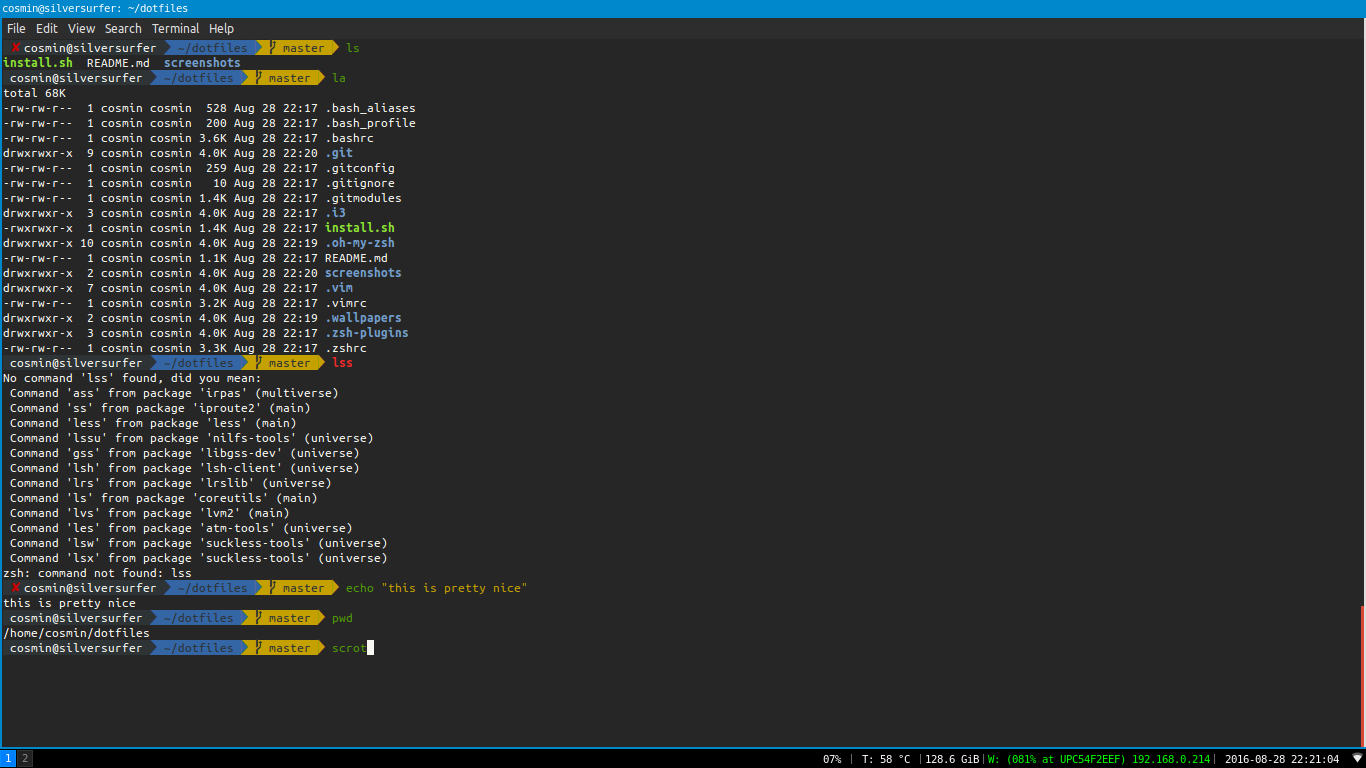 cosmin@silversurfer: ~/dotfiles
File Edit View Search Terminal Help
✘ cosmin@silversurfer ~/dotfiles master ls
install.sh  README.md  screenshots
cosmin@silversurfer ~/dotfiles master la
total 68K
-rw-rw-r--  1 cosmin cosmin  528 Aug 28 22:17 .bash_aliases
-rw-rw-r--  1 cosmin cosmin  200 Aug 28 22:17 .bash_profile
-rw-rw-r--  1 cosmin cosmin 3.6K Aug 28 22:17 .bashrc
drwxrwxr-x  9 cosmin cosmin 4.0K Aug 28 22:20 .git
-rw-rw-r--  1 cosmin cosmin  259 Aug 28 22:17 .gitconfig
-rw-rw-r--  1 cosmin cosmin   10 Aug 28 22:17 .gitignore
-rw-rw-r--  1 cosmin cosmin 1.4K Aug 28 22:17 .gitmodules
drwxrwxr-x  3 cosmin cosmin 4.0K Aug 28 22:17 .i3
-rw-rwxr-x  1 cosmin cosmin 1.4K Aug 28 22:17 install.sh
drwxrwxr-x 10 cosmin cosmin 4.0K Aug 28 22:19 .oh-my-zsh
-rw-rw-r--  1 cosmin cosmin 1.1K Aug 28 22:17 README.md
drwxrwxr-x  2 cosmin cosmin 4.0K Aug 28 22:20 screenshots
drwxrwxr-x  7 cosmin cosmin 4.0K Aug 28 22:17 .vim
-rw-rw-r--  1 cosmin cosmin 3.2K Aug 28 22:17 .vimrc
drwxrwxr-x  2 cosmin cosmin 4.0K Aug 28 22:19 .wallpapers
drwxrwxr-x  3 cosmin cosmin 4.0K Aug 28 22:17 .zsh-plugins
-rw-rw-r--  1 cosmin cosmin 3.3K Aug 28 22:17 .zshrc
cosmin@silversurfer ~/dotfiles master lss
No command 'lss' found, did you mean:
 Command 'ass' from package 'irpas' (multiverse)
 Command 'ss' from package 'iproute2' (main)
 Command 'less' from package 'less' (main)
 Command 'lssu' from package 'nilfs-tools' (universe)
 Command 'gss' from package 'libgss-dev' (universe)
 Command 'lsh' from package 'lsh-client' (universe)
 Command 'lrs' from package 'lrslib' (universe)
 Command 'ls' from package 'coreutils' (main)
 Command 'lvs' from package 'lvm2' (main)
 Command 'les' from package 'atm-tools' (universe)
 Command 'lsw' from package 'suckless-tools' (universe)
 Command 'lsx' from package 'suckless-tools' (universe)
zsh: command not found: lss
✘ cosmin@silversurfer ~/dotfiles master echo "this is pretty nice"
this is pretty nice
cosmin@silversurfer ~/dotfiles master pwd
/home/cosmin/dotfiles
cosmin@silversurfer ~/dotfiles master scrot
1 2 07% | T: 58 °C |128.6 GiB|W: (081% at UPC54F2EEF) 192.168.0.214| 2016-08-28 22:21:04